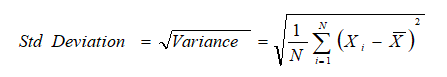 Std Deviation = √Variance = √(1/N ∑_{i=1}^{N} (X_i − X̅)^2)